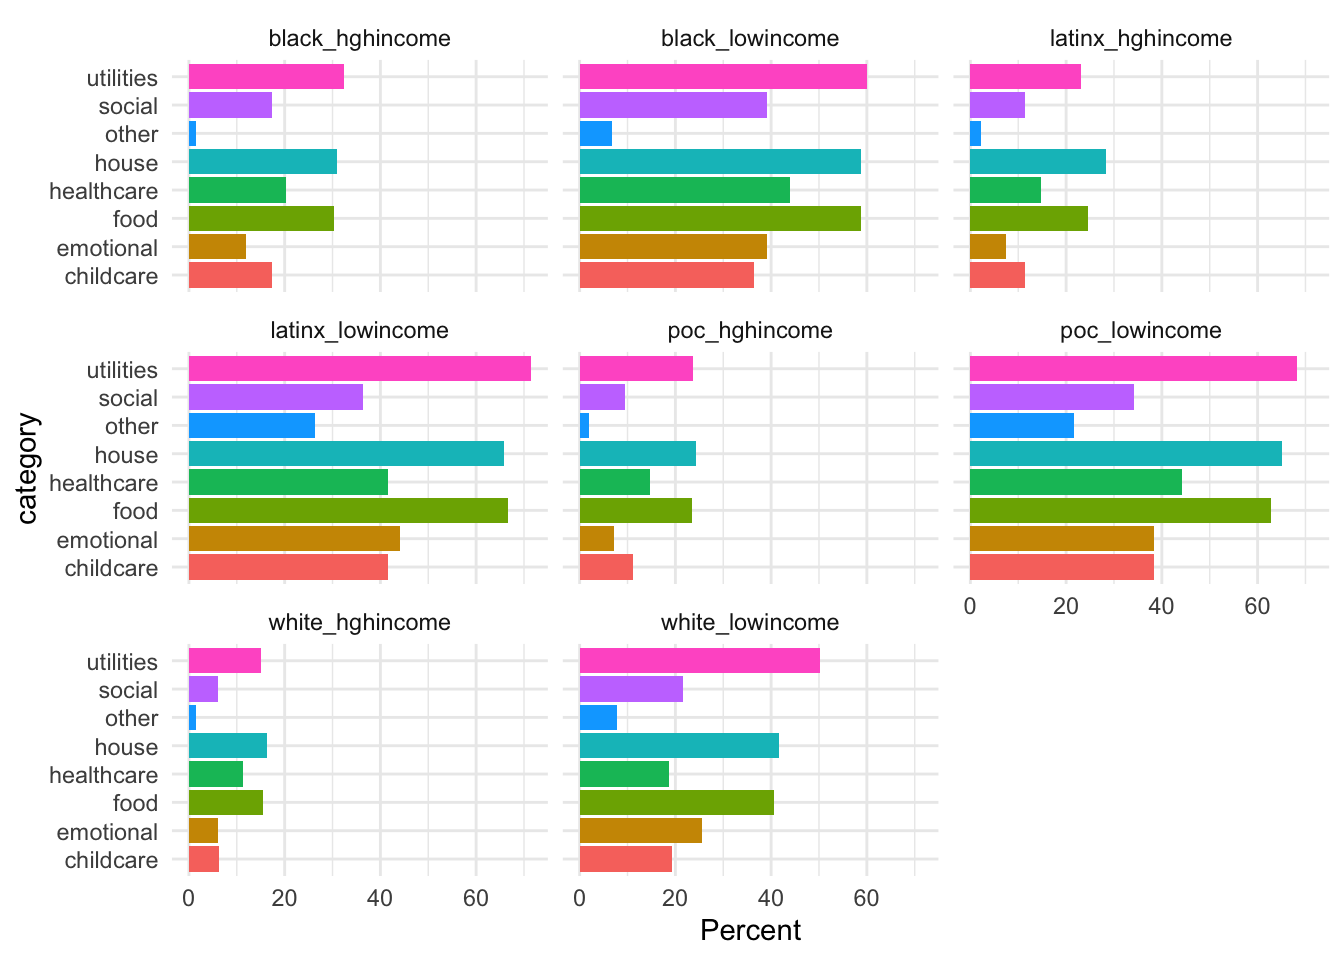 black_hghincome
black_lowincome
latinx_hghincome
utilities
social
other
house
healthcare
food
emotional
childcare
latinx_lowincome
poc_hghincome
poc_lowincome
utilities
social
other
house
healthcare
food
emotional
childcare
0 20 40 60
white_hghincome
white_lowincome
utilities
social
other
house
healthcare
food
emotional
childcare
0 20 40 60
0 20 40 60
Percent
category